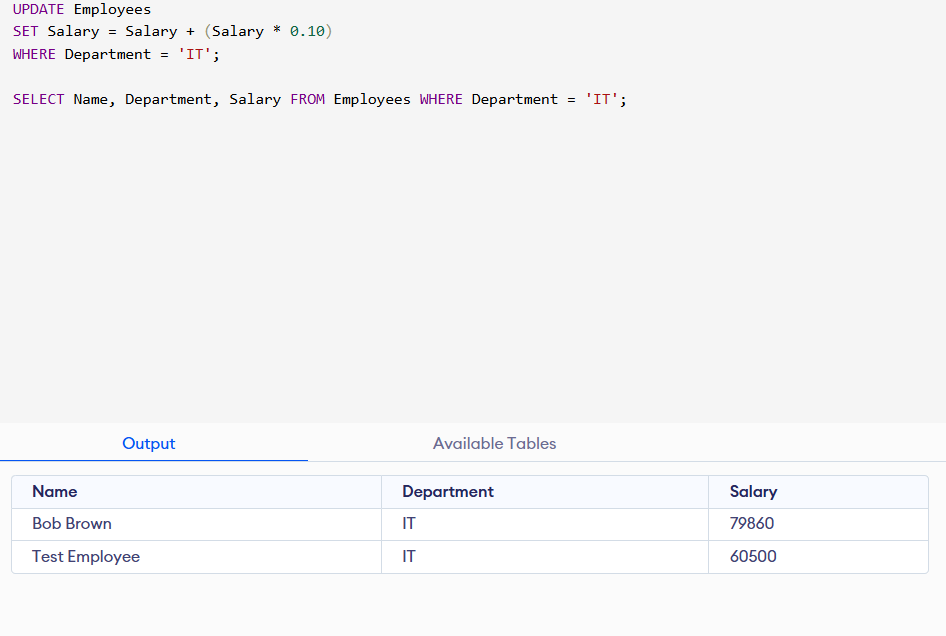 UPDATE Employees
SET Salary = Salary + (Salary * 0.10)
WHERE Department = 'IT';
SELECT Name, Department, Salary FROM Employees WHERE Department = 'IT';
Output Available Tables
Name Department Salary
Bob Brown IT 79860
Test Employee IT 60500